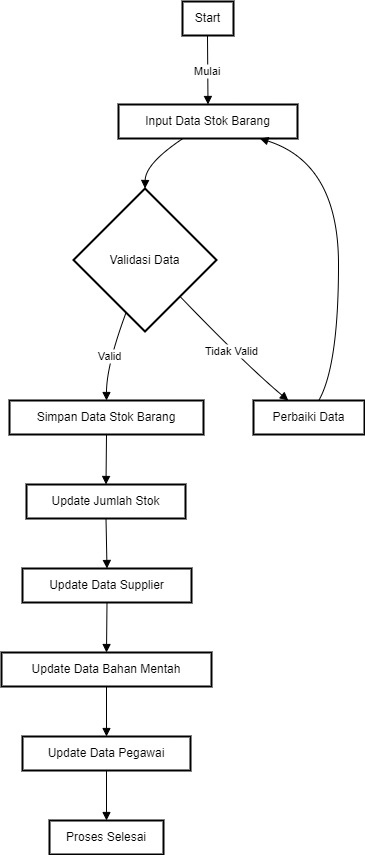 Start
Mulai
Input Data Stok Barang
Validasi Data
Valid
Tidak Valid
Simpan Data Stok Barang
Perbaiki Data
Update Jumlah Stok
Update Data Supplier
Update Data Bahan Mentah
Update Data Pegawai
Proses Selesai